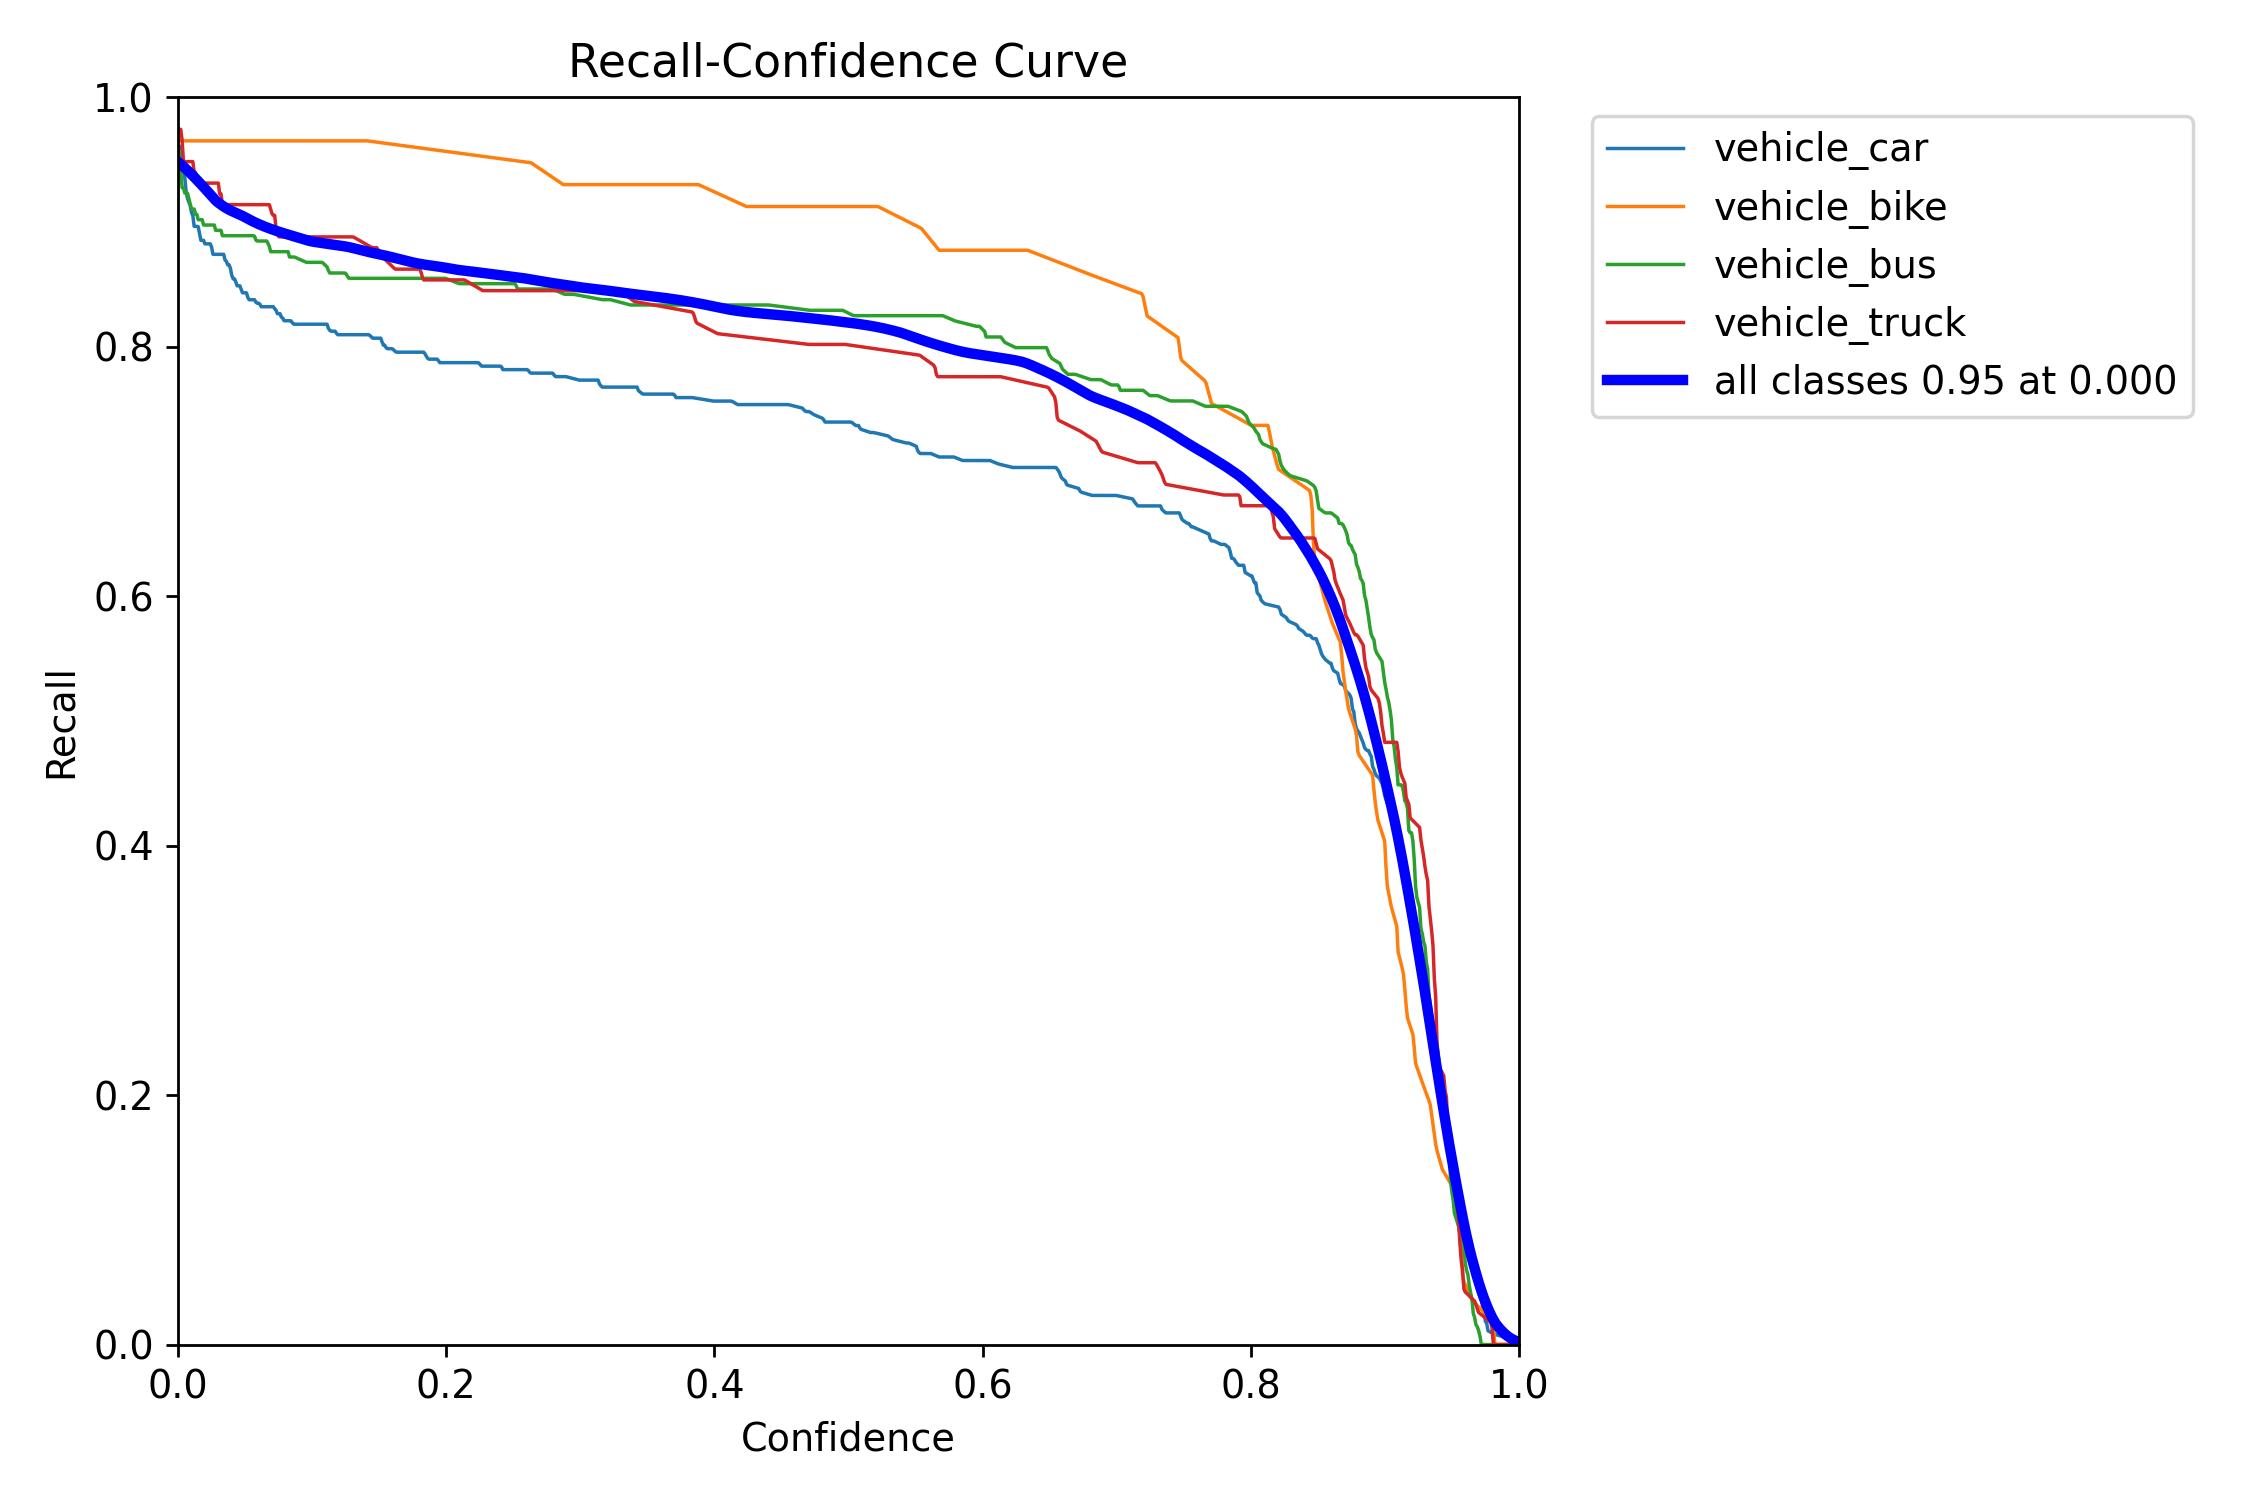 Recall-Confidence Curve
1.0
0.8
0.6
0.4
0.2
0.0
Recall
0.0 0.2 0.4 0.6 0.8 1.0
Confidence
vehicle_car
vehicle_bike
vehicle_bus
vehicle_truck
all classes 0.95 at 0.000